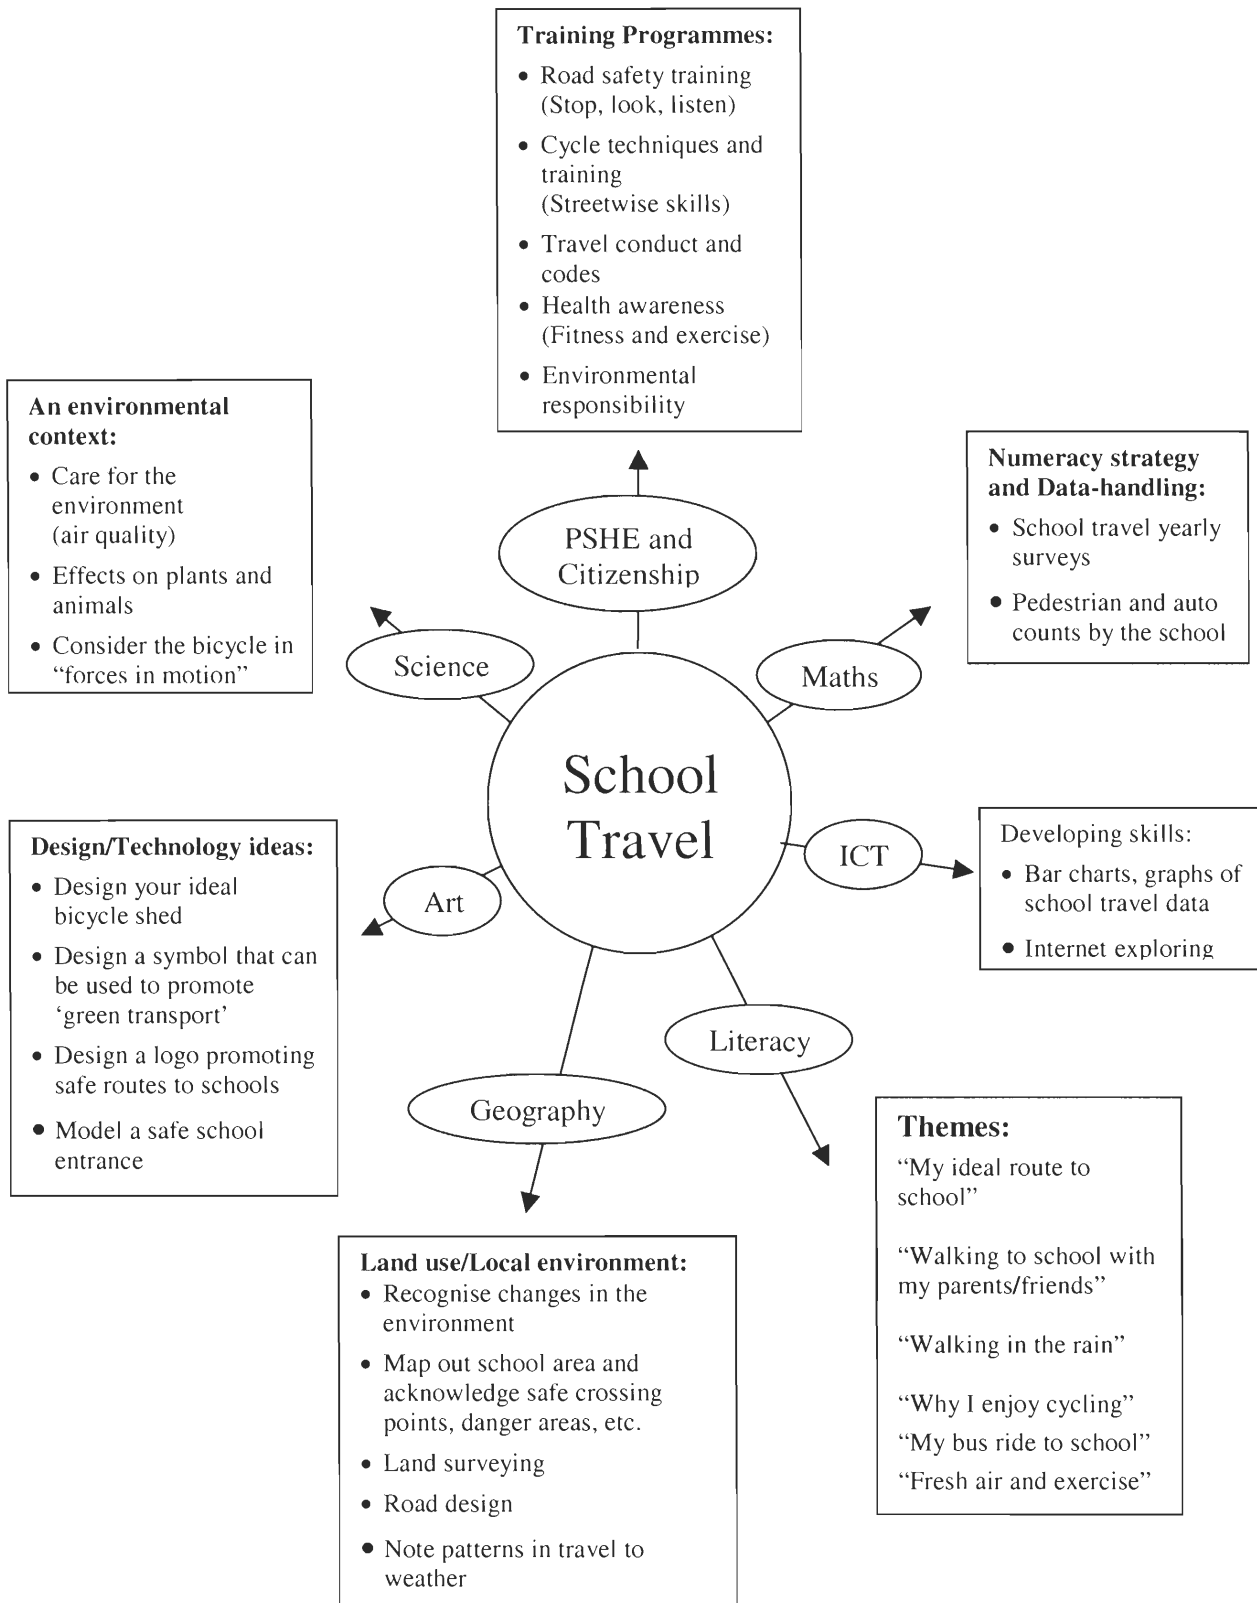 Training Programmes:
• Road safety training
(Stop, look, listen)
• Cycle techniques and
training
(Streetwise skills)
• Travel conduct and
codes
• Health awareness
(Fitness and exercise)
• Environmental
responsibility
An environmental
context:
• Care for the
environment
(air quality)
• Effects on plants and
animals
• Consider the bicycle in
“forces in motion”
Numeracy strategy
and Data-handling:
• School travel yearly
surveys
• Pedestrian and auto
counts by the school
PSHE and
Citizenship
Science
Maths
School
Travel
ICT
Art
Literacy
Geography
Developing skills:
• Bar charts, graphs of
school travel data
• Internet exploring
Design/Technology ideas:
• Design your ideal
bicycle shed
• Design a symbol that can
be used to promote
‘green transport’
• Design a logo promoting
safe routes to schools
• Model a safe school
entrance
Themes:
“My ideal route to
school”
“Walking to school with
my parents/friends”
“Walking in the rain”
“Why I enjoy cycling”
“My bus ride to school”
“Fresh air and exercise”
Land use/Local environment:
• Recognise changes in the
environment
• Map out school area and
acknowledge safe crossing
points, danger areas, etc.
• Land surveying
• Road design
• Note patterns in travel to
weather